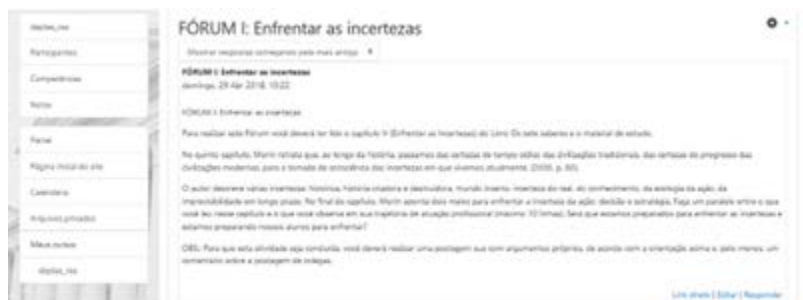 Participantes
Competências
Notas
Painel
Página inicial do site
Calendário
Arquivos privados
Meus cursos
FÓRUM I: Enfrentar as incertezas
Mostrar respostas começando pela mais antiga
FÓRUM I: Enfrentar as incertezas
domingo, 29 Abr 2018, 10:22
FÓRUM I: Enfrentar as incertezas
Para realizar este Fórum você deverá ter lido o capítulo V (Enfrentar as Incertezas) do Livro Os sete saberes e o material de estudo.
No quinto capítulo, Morin retrata que, ao longo da história, passamos das certezas do tempo cíclico das civilizações tradicionais, das certezas do progresso das
civilizações modernas, para a tomada de consciência das incertezas em que vivemos atualmente.
O autor descreve várias incertezas: histórica, história criadora e destruidora, mundo incerto, incerteza do real, do conhecimento, da ecologia da ação, da
imprevisibilidade em longo prazo. No final do capítulo, Morin aponta dois meios para enfrentar a incerteza da ação: decisão e estratégia. Faça um paralelo entre o que
você leu nesse capítulo e o que você observa em sua trajetória de atuação profissional (máximo 10 linhas). Será que estamos preparados para enfrentar as incertezas e
estamos preparando nossos alunos para enfrentar?
OBS.: Para que esta atividade seja concluída, você deverá realizar uma postagem sua com argumentos próprios, de acordo com a orientação acima e, pelo menos, um
comentário sobre a postagem de colegas.
Link direto | Editar | Responder